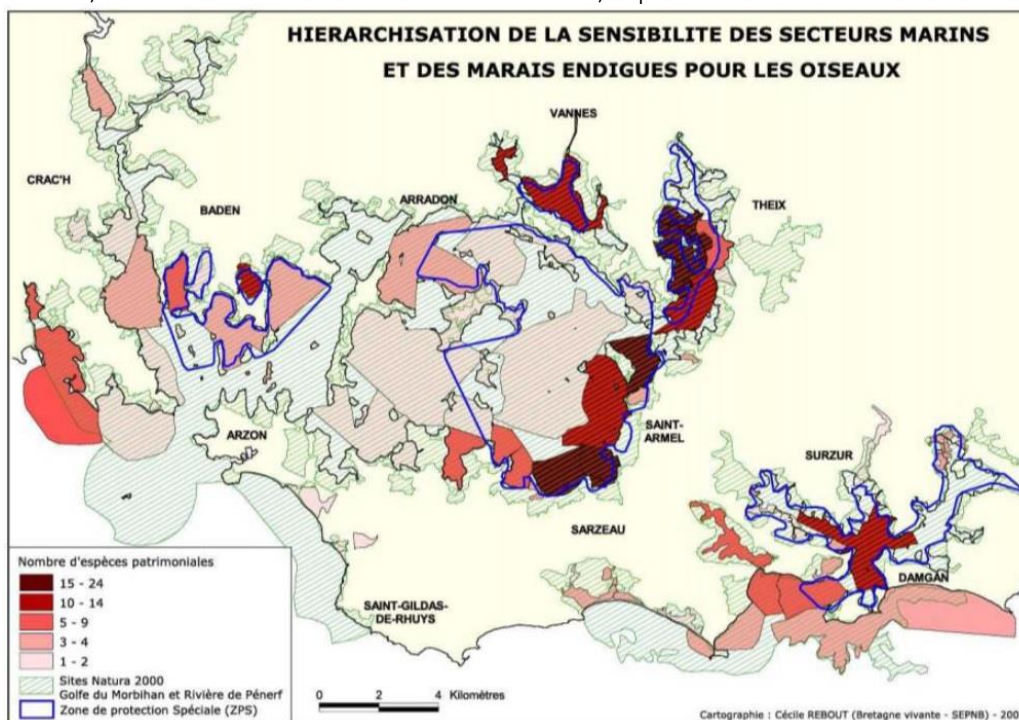 HIERARCHISATION DE LA SENSIBILITE DES SECTEURS MARINS
ET DES MARAIS ENDIGUES POUR LES OISEAUX
VANNES
CRAC'H
BADEN
ARRADON
THEIX
ARZON
SAINT-
ARMEL
SURZUR
SARZEAU
DAMGAN
SAINT-GILDAS-
DE-RHUYS
Nombre d'espèces patrimoniales
15 - 24
10 - 14
5 - 9
3 - 4
1 - 2
Sites Natura 2000
Golfe du Morbihan et Rivière de Pénerf
Zone de protection Spéciale (ZPS)
0 2 4 Kilomètres
Cartographie : Cécile REBOUT (Bretagne vivante - SEPNB) - 200